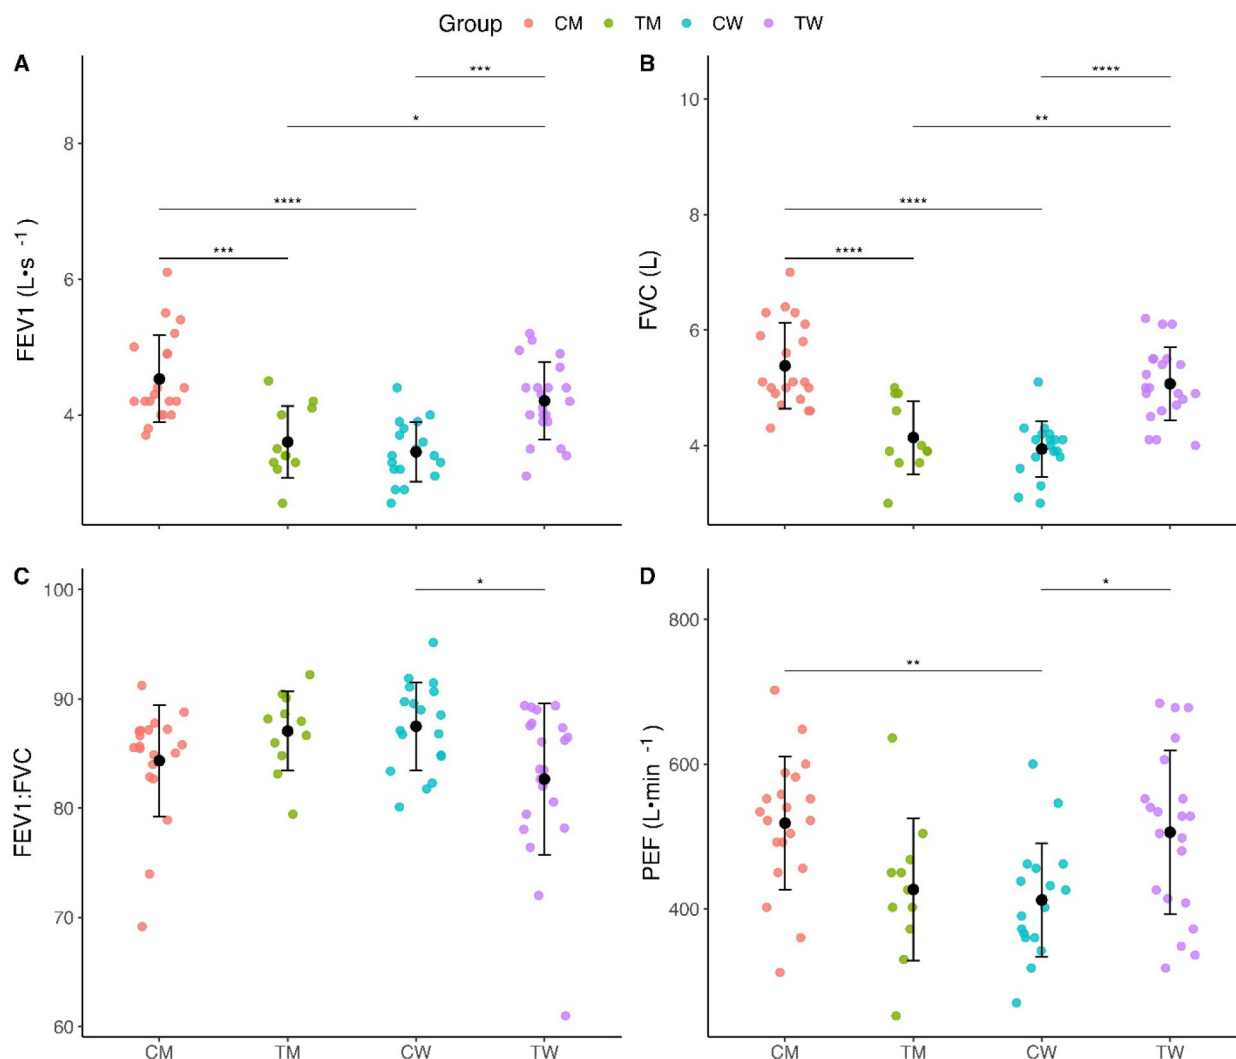 Group CM TM CW TW
A
***
*
****
***
8
6
4
FEV1 (L•s -1)
B
****
**
****
****
10
8
6
4
FVC (L)
C
*
100
90
80
70
60
FEV1:FVC
CM TM CW TW
D
*
**
800
600
400
PEF (L•min -1)
CM TM CW TW